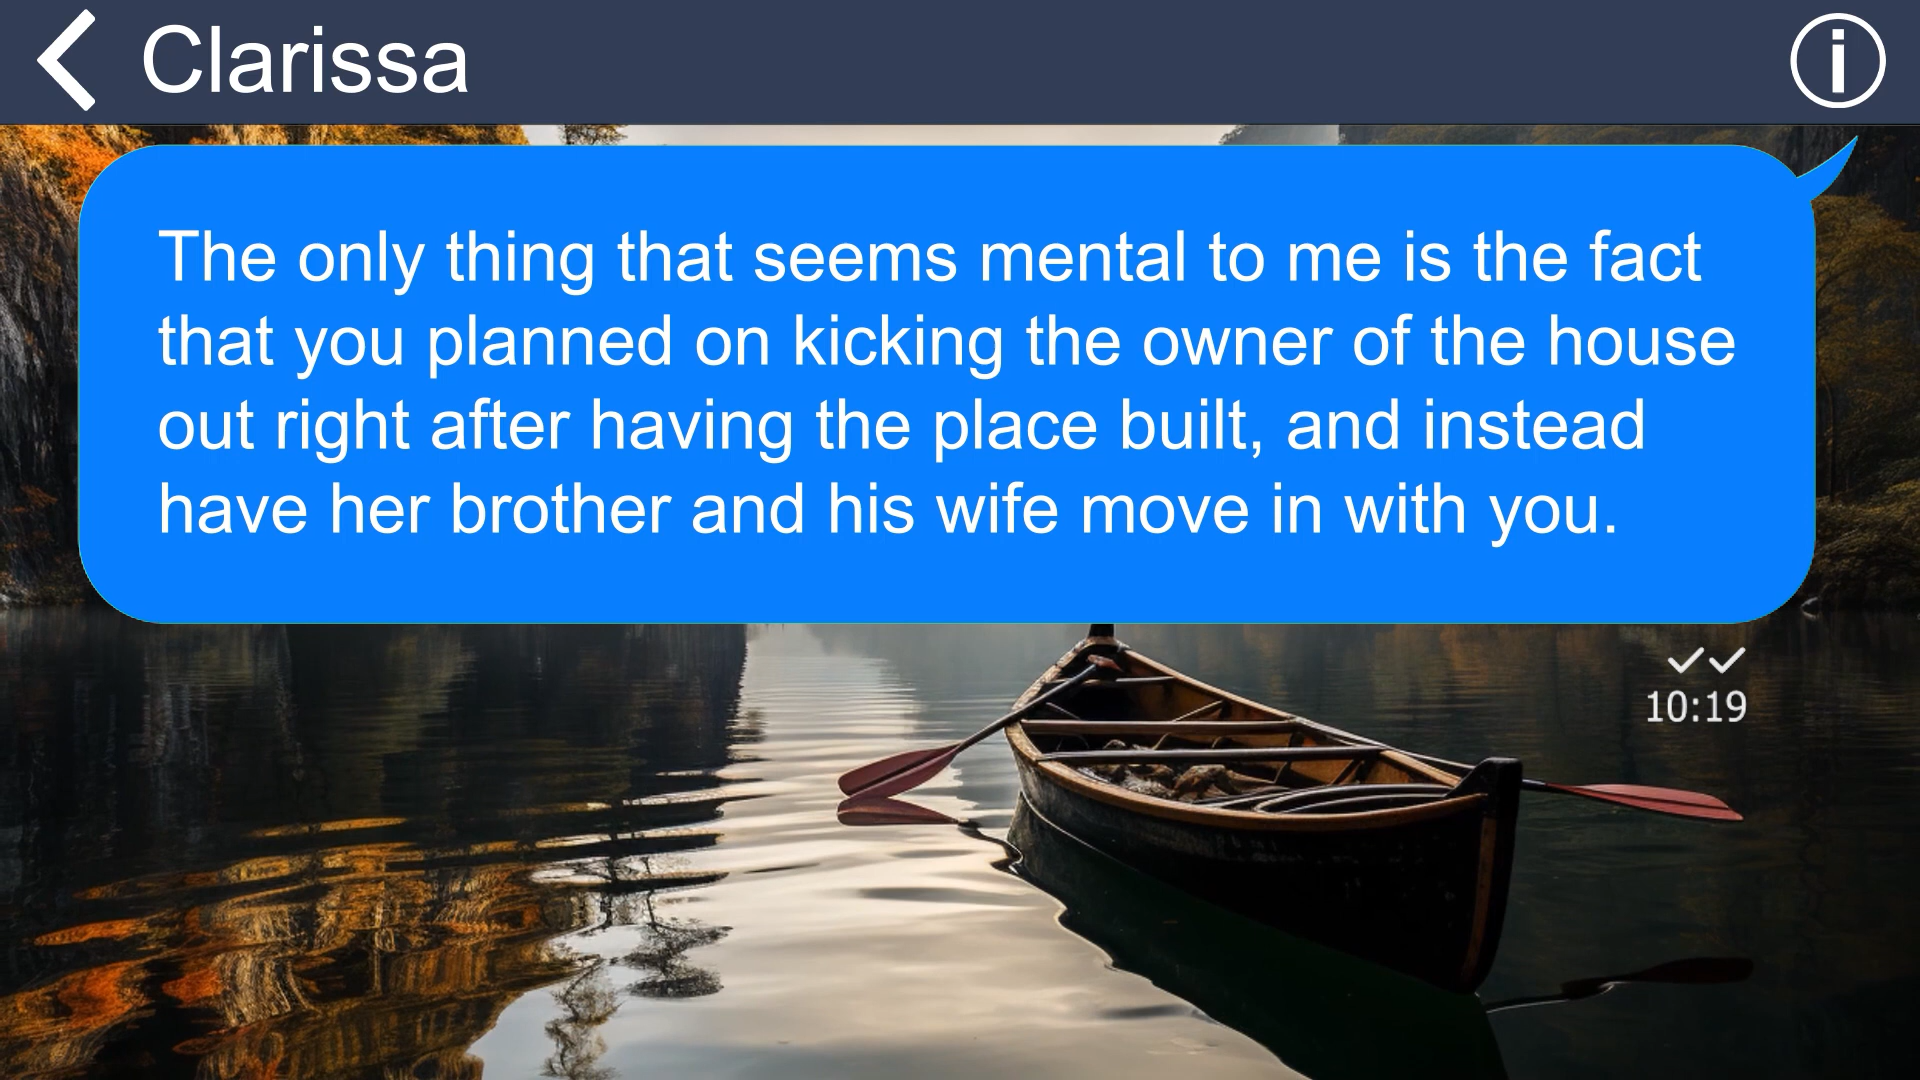 Clarissa
The only thing that seems mental to me is the fact
that you planned on kicking the owner of the house
out right after having the place built, and instead
have her brother and his wife move in with you.
10:19